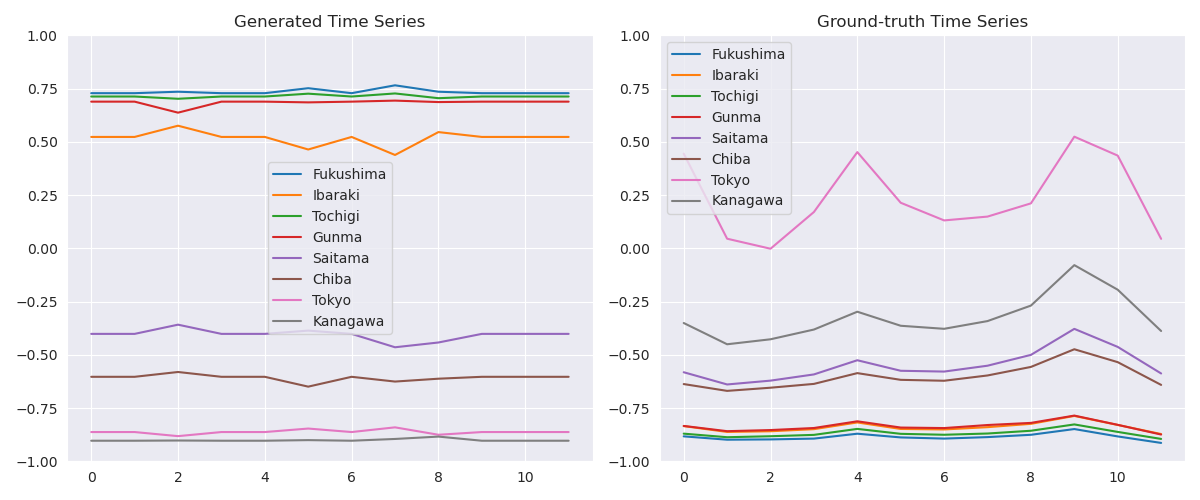 Generated Time Series
1.00
0.75
0.50
0.25
0.00
−0.25
−0.50
−0.75
−1.00
0 2 4 6 8 10
Fukushima
Ibaraki
Tochigi
Gunma
Saitama
Chiba
Tokyo
Kanagawa
Ground-truth Time Series
1.00
0.75
0.50
0.25
0.00
−0.25
−0.50
−0.75
−1.00
0 2 4 6 8 10
Fukushima
Ibaraki
Tochigi
Gunma
Saitama
Chiba
Tokyo
Kanagawa